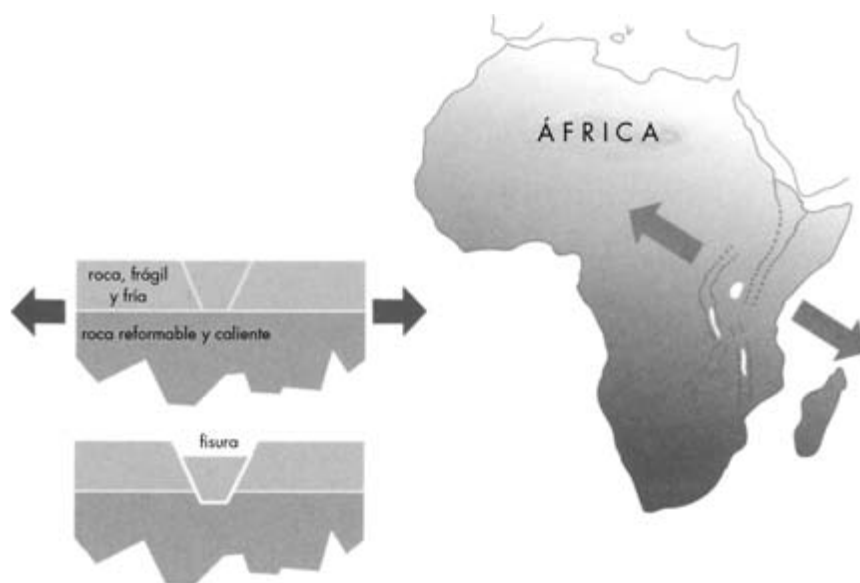 ÁFRICA
roca, frágil
y fría
roca reformable y caliente
fisura